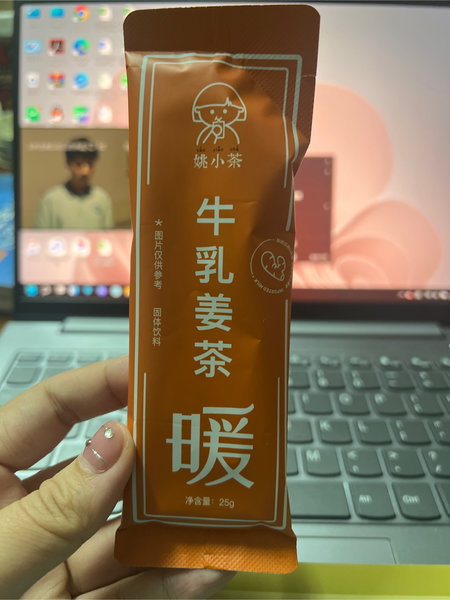 姚小茶
牛乳姜茶
*图片仅供参考 固体饮料
暖
净含量：25g